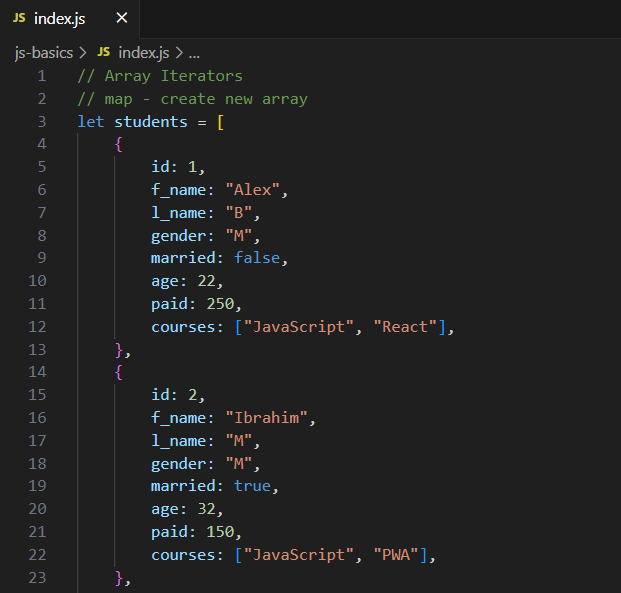 JS index.js ×
js-basics > JS index.js > ...
1 // Array Iterators
2 // map - create new array
3 let students = [
4 {
5 id: 1,
6 f_name: "Alex",
7 l_name: "B",
8 gender: "M",
9 married: false,
10 age: 22,
11 paid: 250,
12 courses: ["JavaScript", "React"],
13 },
14 {
15 id: 2,
16 f_name: "Ibrahim",
17 l_name: "M",
18 gender: "M",
19 married: true,
20 age: 32,
21 paid: 150,
22 courses: ["JavaScript", "PWA"],
23 },